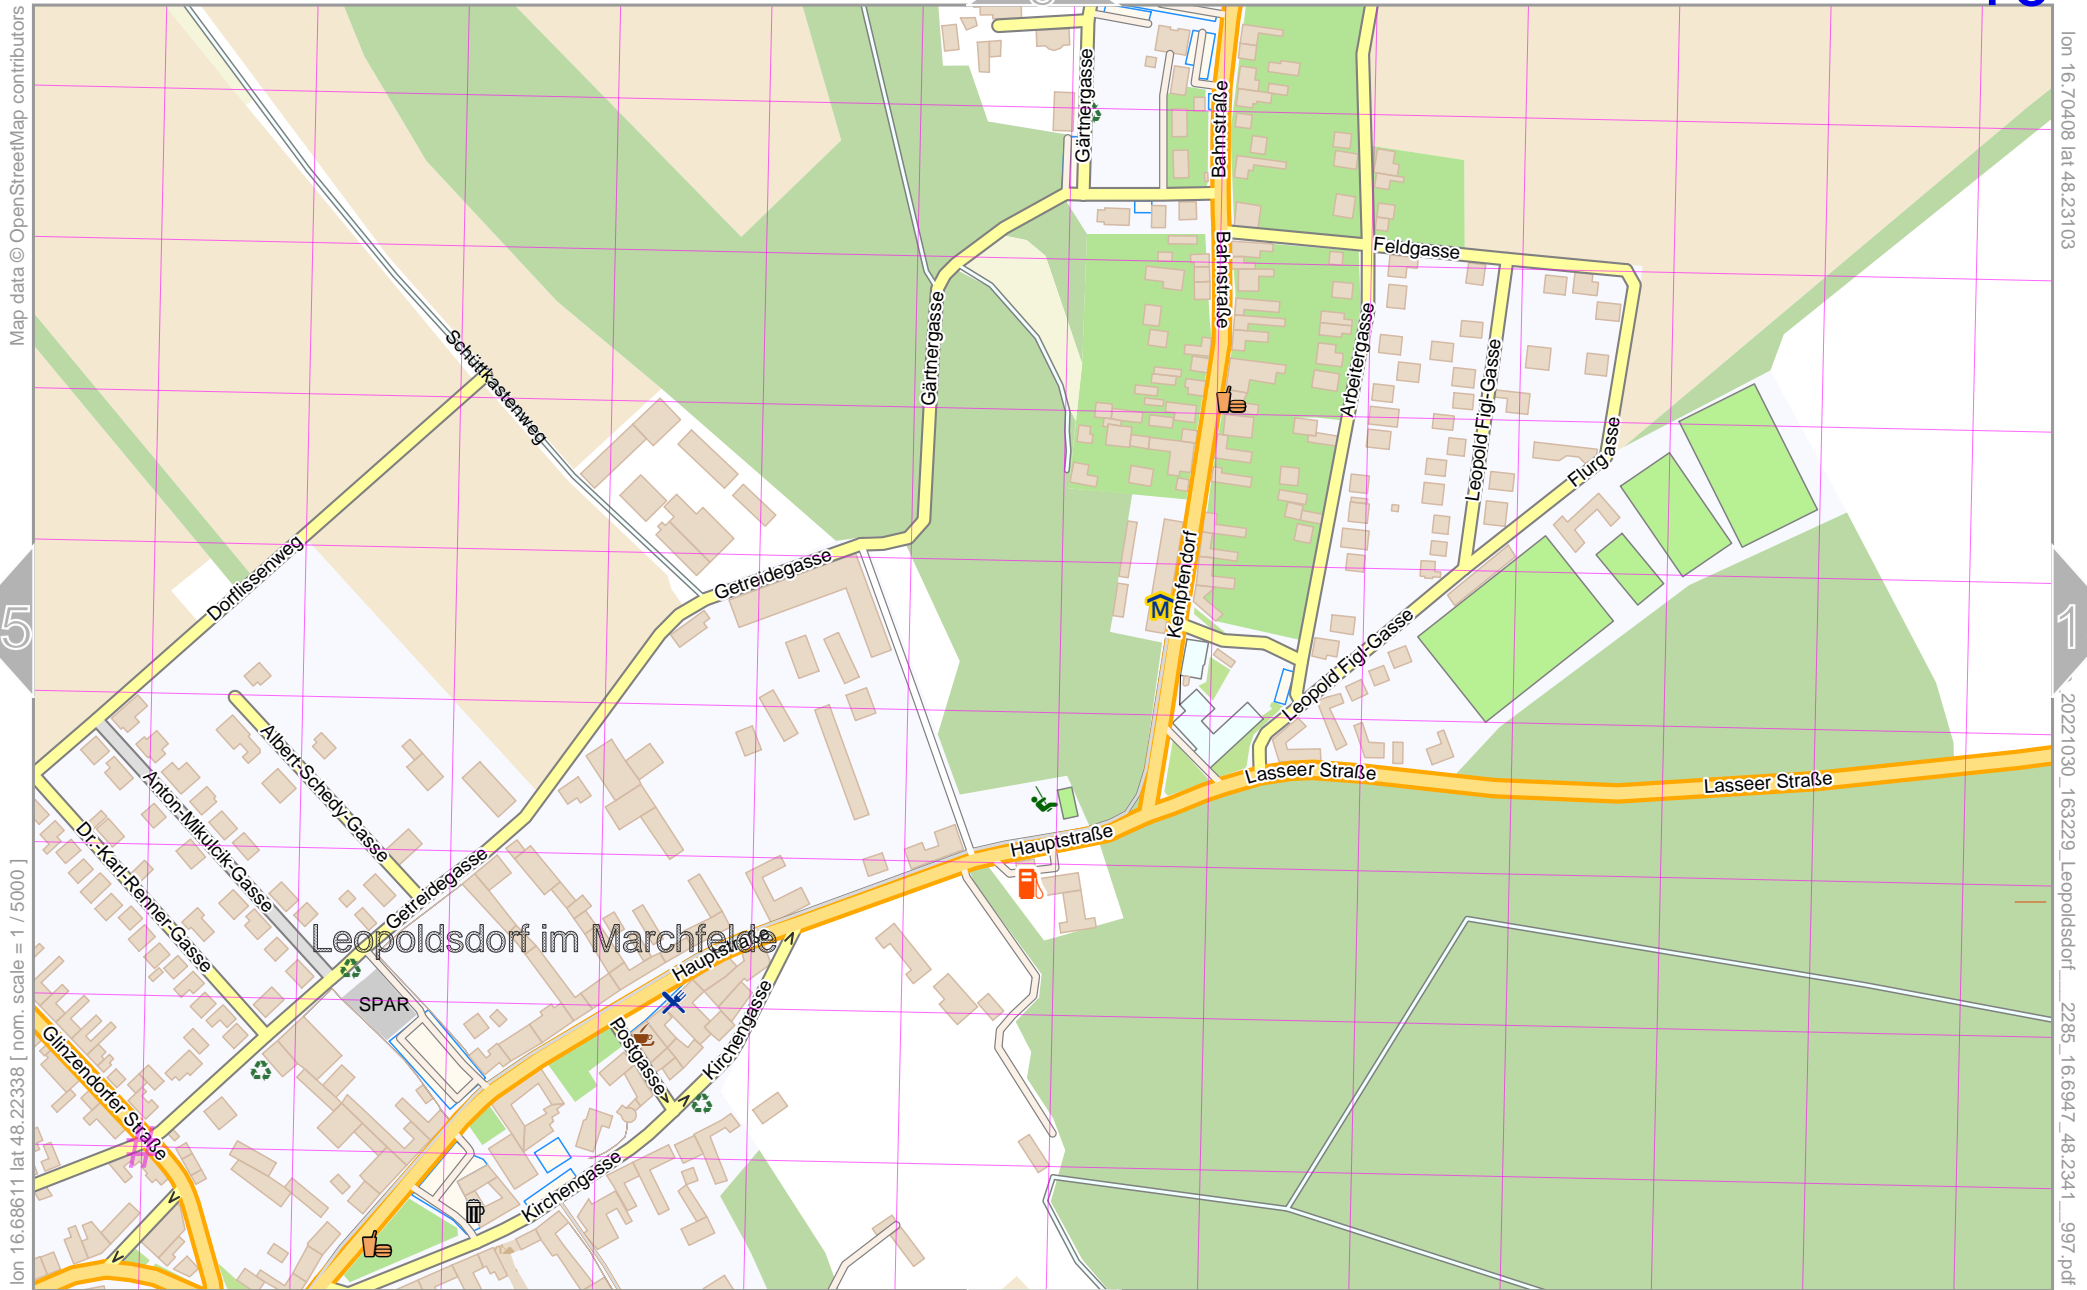 Map data © OpenStreetMap contributors
lon 16.70408 lat 48.23103
Gärtnergasse
Bahnstraße
Bahnstraße
Feldgasse
Gärtnergasse
Arbeitergasse
Leopold Figl-Gasse
Schüttkastenweg
Flurgasse
Dorflissenweg
Getreidegasse
Kempfendorf
M
5
1
Leopold Figl-Gasse
Albert-Schedy-Gasse
Anton-Mikulcik-Gasse
Dr.-Karl-Renner-Gasse
Lasseer Straße
Lasseer Straße
Hauptstraße
Getreidegasse
Leopoldsdorf im Marchfelde
Hauptstraße
SPAR
Postgasse
Kirchengasse
Glinzendorfer Straße
Kirchengasse
lon 16.68611 lat 48.22338 [ nom. scale = 1 / 5000 ]
20221030_163229_Leopoldsdorf__2285_16.6947_48.2341__997.pdf